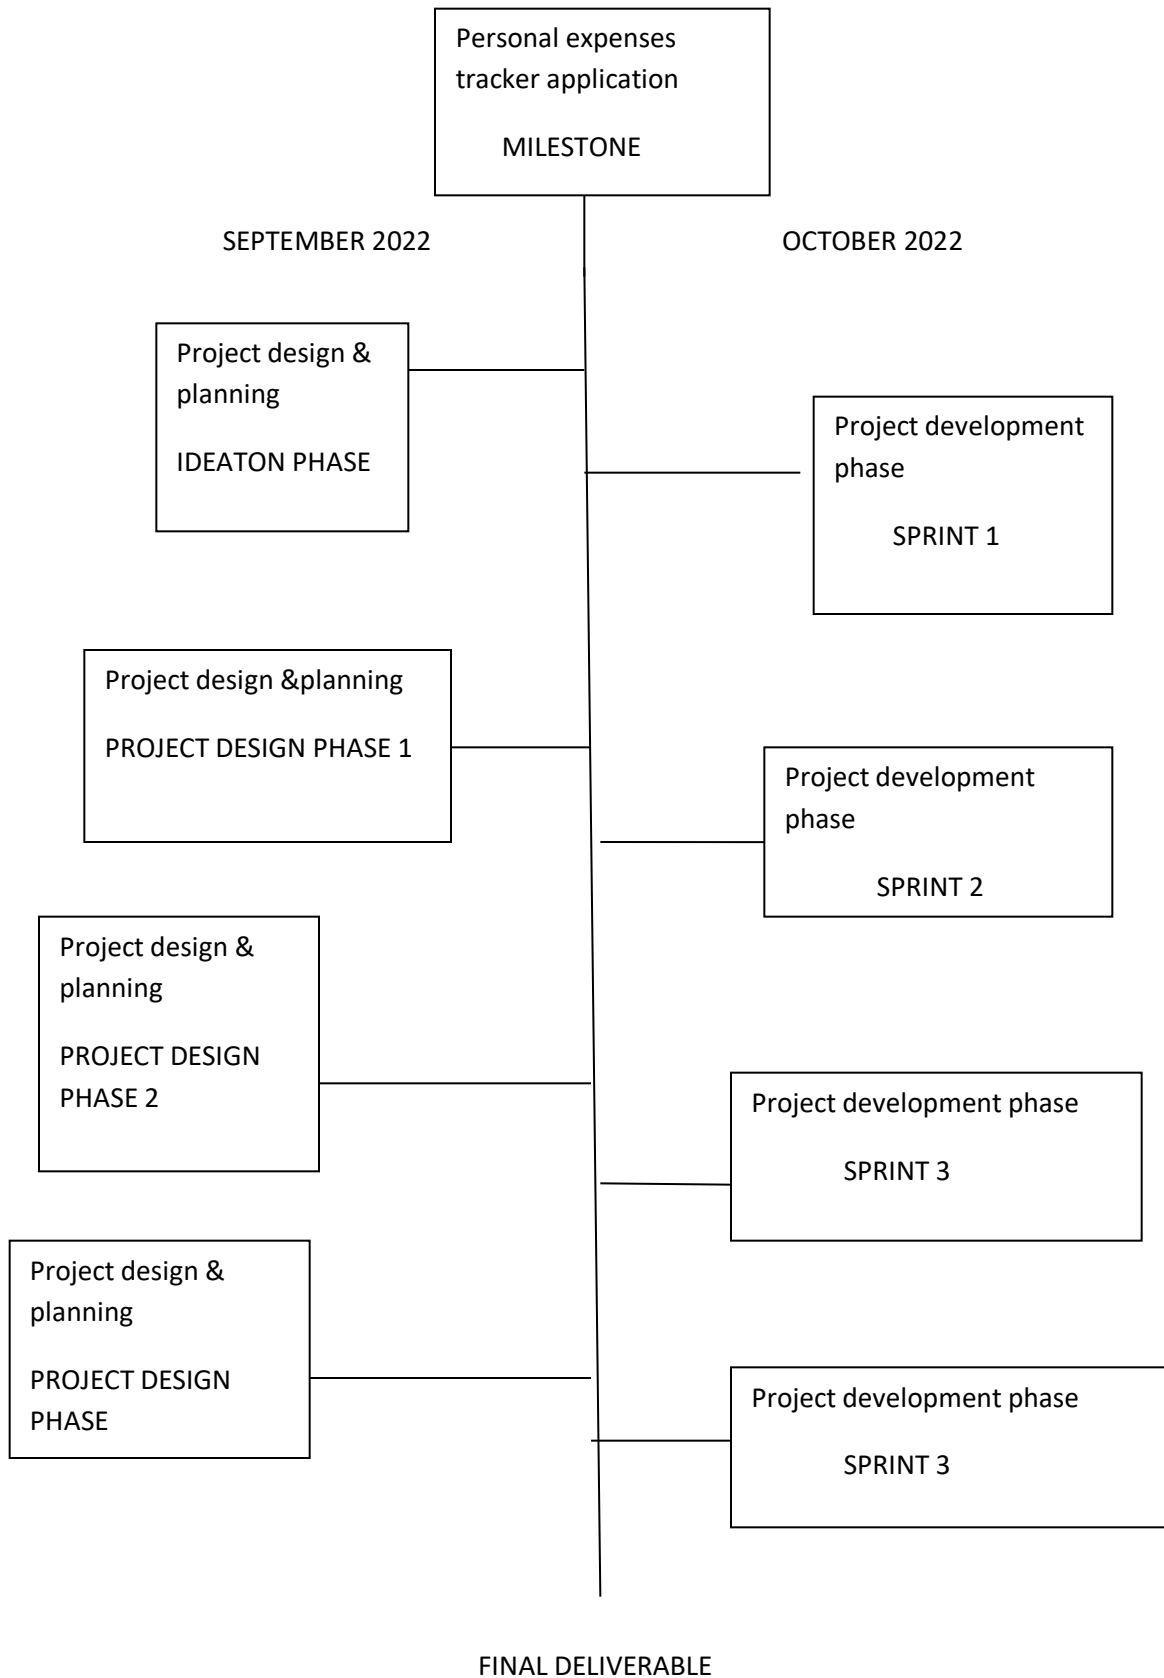 Personal expenses
tracker application
MILESTONE
SEPTEMBER 2022
OCTOBER 2022
Project design &
planning
IDEATON PHASE
Project development
phase
SPRINT 1
Project design &planning
PROJECT DESIGN PHASE 1
Project development
phase
SPRINT 2
Project design &
planning
PROJECT DESIGN
PHASE 2
Project development phase
SPRINT 3
Project design &
planning
PROJECT DESIGN
PHASE
Project development phase
SPRINT 3
FINAL DELIVERABLE